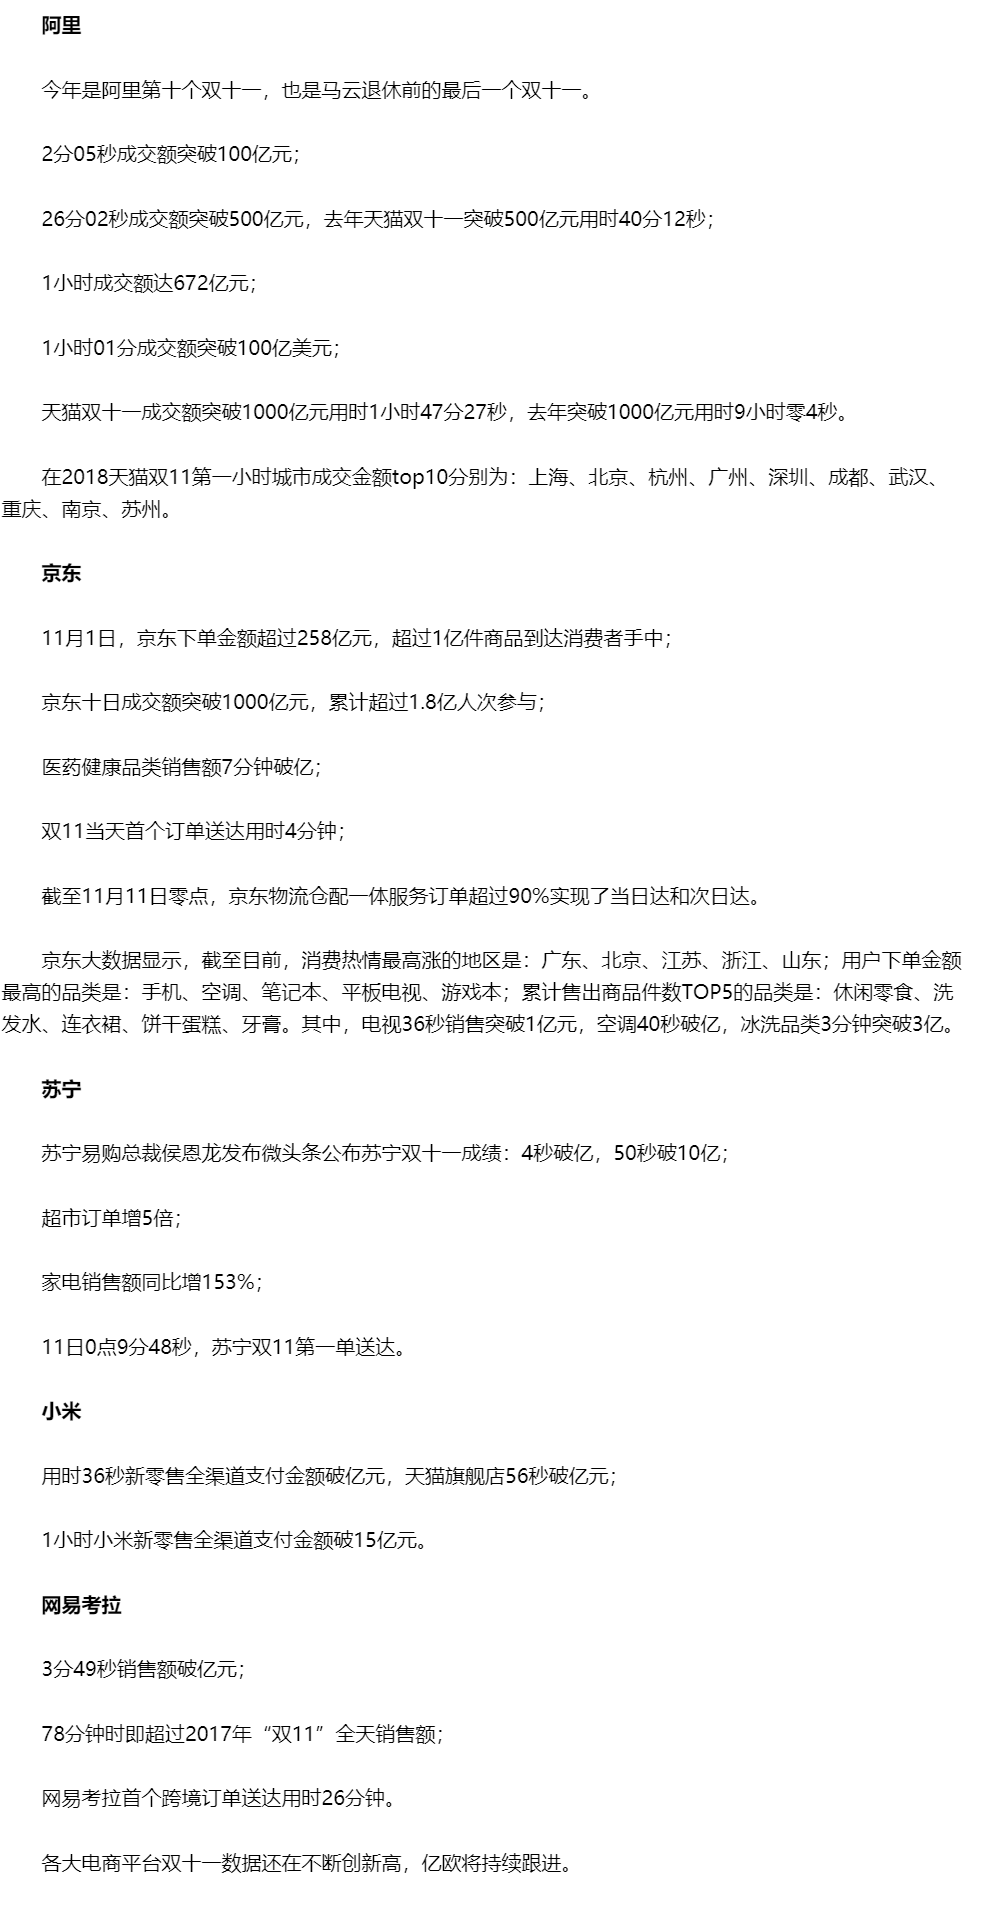 阿里
今年是阿里第十个双十一，也是马云退休前的最后一个双十一。
2分05秒成交额突破100亿元；
26分02秒成交额突破500亿元，去年天猫双十一突破500亿元用时40分12秒；
1小时成交额达672亿元；
1小时01分成交额突破100亿美元；
天猫双十一成交额突破1000亿元用时1小时47分27秒，去年突破1000亿元用时9小时零4秒。
在2018天猫双11第一小时城市成交金额top10分别为：上海、北京、杭州、广州、深圳、成都、武汉、
重庆、南京、苏州。
京东
11月1日，京东下单金额超过258亿元，超过1亿件商品到达消费者手中；
京东十日成交额突破1000亿元，累计超过1.8亿人次参与；
医药健康品类销售额7分钟破亿；
双11当天首个订单送达用时4分钟；
截至11月11日零点，京东物流仓配一体服务订单超过90%实现了当日达和次日达。
京东大数据显示，截至目前，消费热情最高涨的地区是：广东、北京、江苏、浙江、山东；用户下单金额
最高的品类是：手机、空调、笔记本、平板电视、游戏本；累计售出商品件数TOP5的品类是：休闲零食、洗
发水、连衣裙、饼干蛋糕、牙膏。其中，电视36秒销售突破1亿元，空调40秒破亿，冰洗品类3分钟突破3亿。
苏宁
苏宁易购总裁侯恩龙发布微头条公布苏宁双十一成绩：4秒破亿，50秒破10亿；
超市订单增5倍；
家电销售额同比增153%；
11日0点9分48秒，苏宁双11第一单送达。
小米
用时36秒新零售全渠道支付金额破亿元，天猫旗舰店56秒破亿元；
1小时小米新零售全渠道支付金额破15亿元。
网易考拉
3分49秒销售额破亿元；
78分钟时即超过2017年“双11”全天销售额；
网易考拉首个跨境订单送达用时26分钟。
各大电商平台双十一数据还在不断创新高，亿欧将持续跟进。